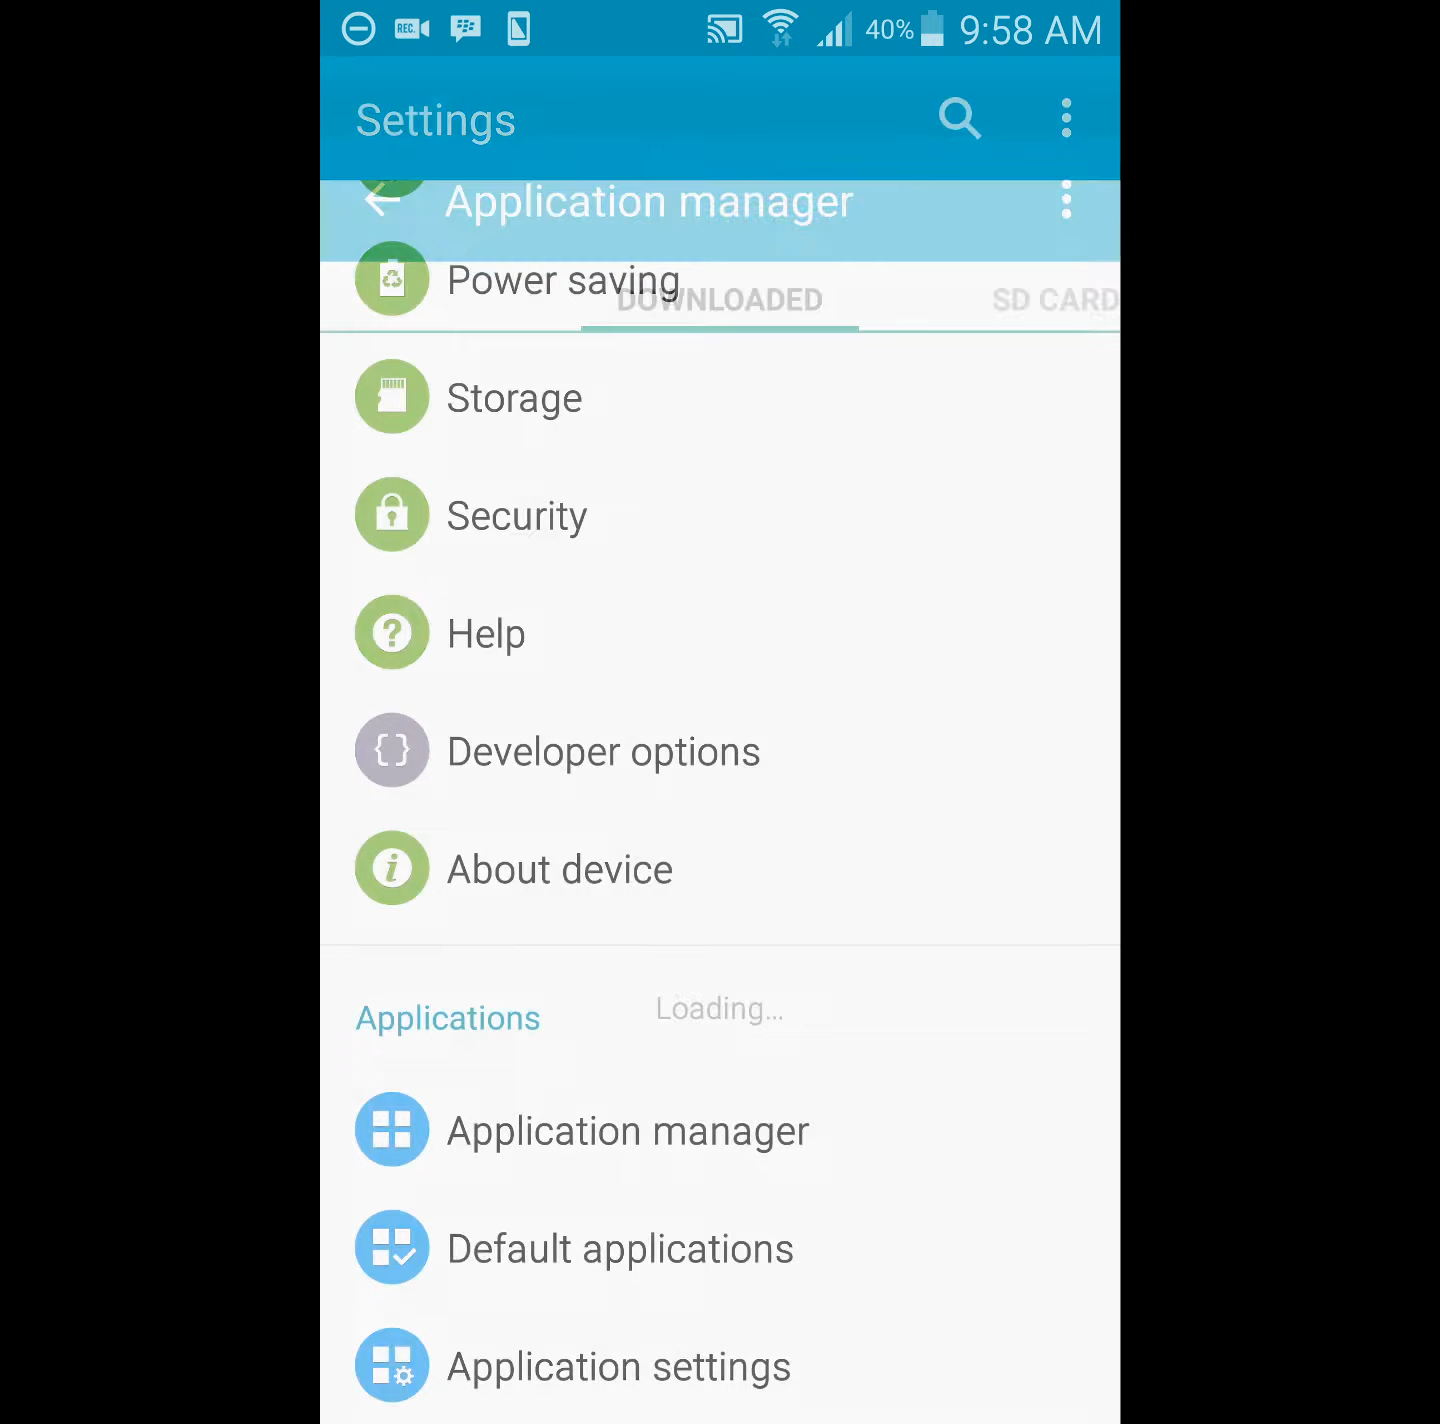 REC
40% 9:58 AM
Settings
Application manager
Power saving
DOWNLOADED
SD CARD
Storage
Security
Help
Developer options
About device
Loading...
Applications
Application manager
Default applications
Application settings